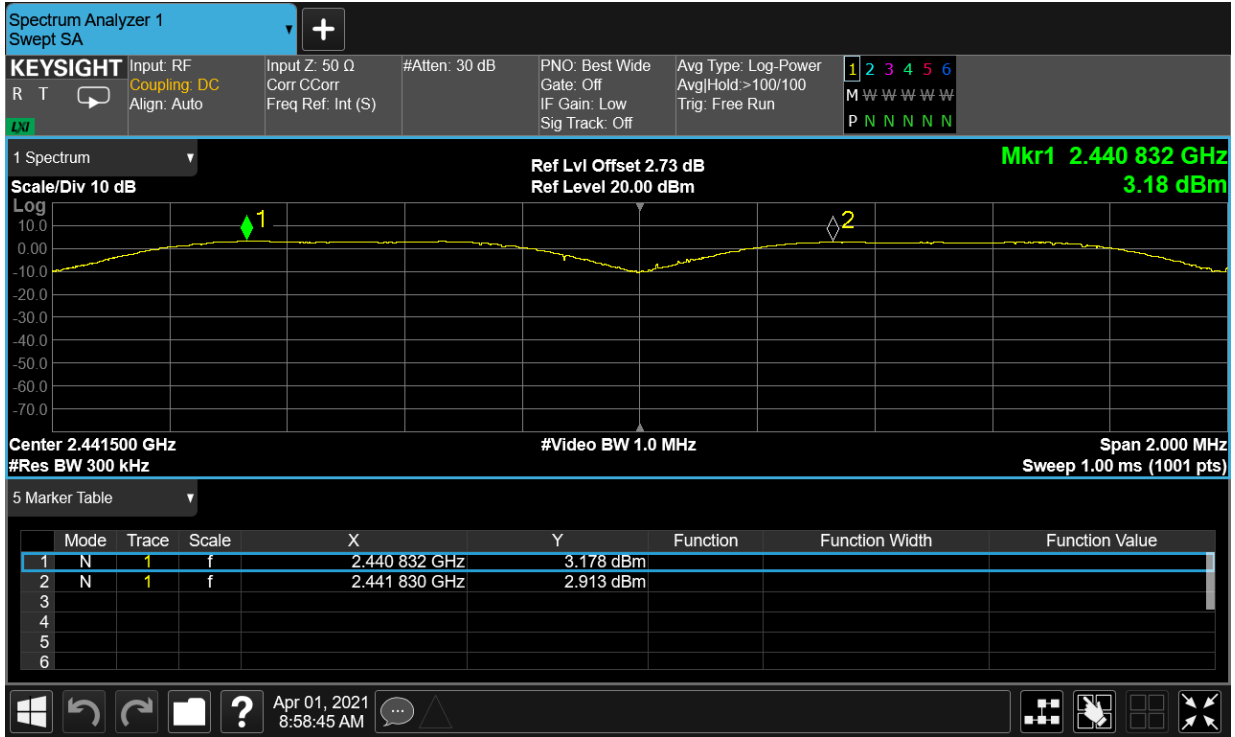 Spectrum Analyzer 1
Swept SA
KEYSIGHT
R T
LXI
Input: RF
Coupling: DC
Align: Auto
Input Z: 50 Ω
Corr CCorr
Freq Ref: Int (S)
#Atten: 30 dB
PNO: Best Wide
Gate: Off
IF Gain: Low
Sig Track: Off
Avg Type: Log-Power
Avg|Hold:>100/100
Trig: Free Run
1 2 3 4 5 6
M W W W W W
P N N N N N
1 Spectrum
Scale/Div 10 dB
Ref Lvl Offset 2.73 dB
Ref Level 20.00 dBm
Mkr1 2.440 832 GHz
3.18 dBm
Log
1
2
10.0
0.00
-10.0
-20.0
-30.0
-40.0
-50.0
-60.0
-70.0
Center 2.441500 GHz
#Video BW 1.0 MHz
Span 2.000 MHz
#Res BW 300 kHz
Sweep 1.00 ms (1001 pts)
5 Marker Table
Mode Trace Scale X Y Function Function Width Function Value
1 N 1 f 2.440 832 GHz 3.178 dBm
2 N 1 f 2.441 830 GHz 2.913 dBm
3
4
5
6
?
Apr 01, 2021
8:58:45 AM